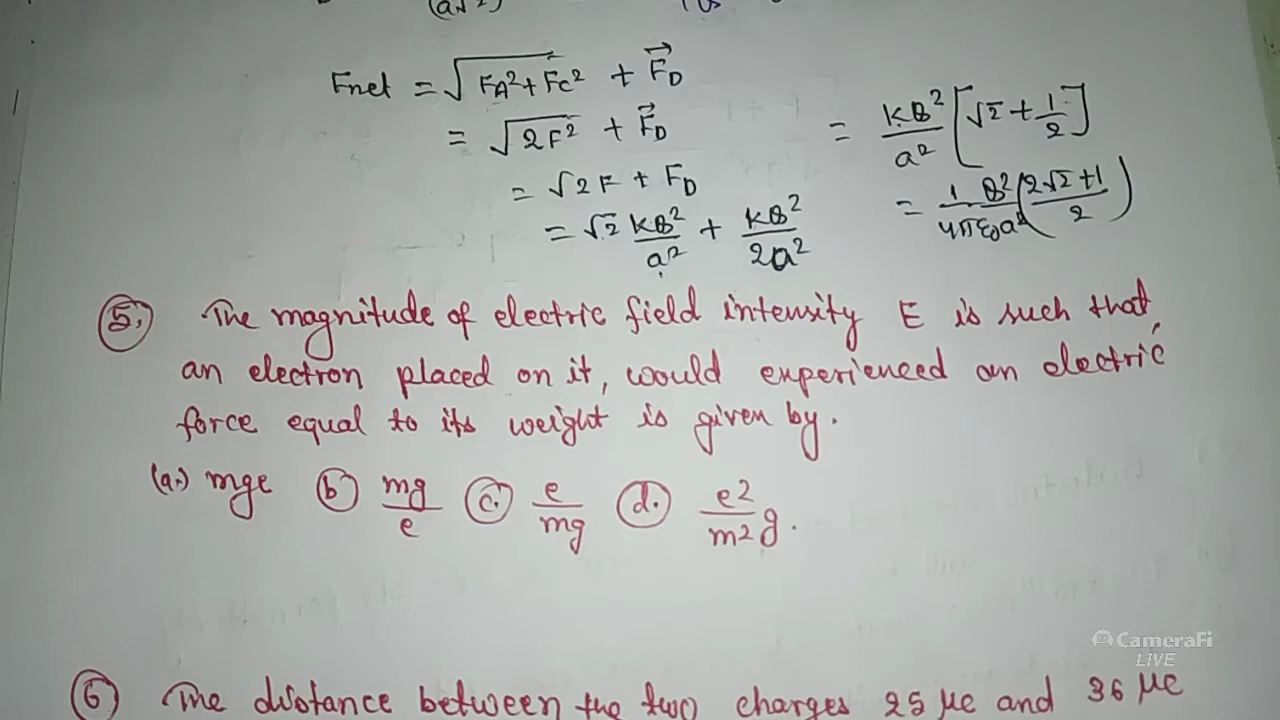 (a√2)
Fnet = √FA²+Fc² + F⃗D
= √2F² + F⃗D
= √2F + FD
= √2 kQ²/a² + kQ²/2a²
= kQ²/a² [√2 + 1/2]
= 1/4πε₀ Q²/a² (2√2+1/2)
5. The magnitude of electric field intensity E is such that,
an electron placed on it, would experienced an electric
force equal to its weight is given by.
(a.) mge (b) mg/e (c.) e/mg (d.) e²/m²g.
CameraFi
LIVE
6 The distance between the two charges 25 μc and 36 μc